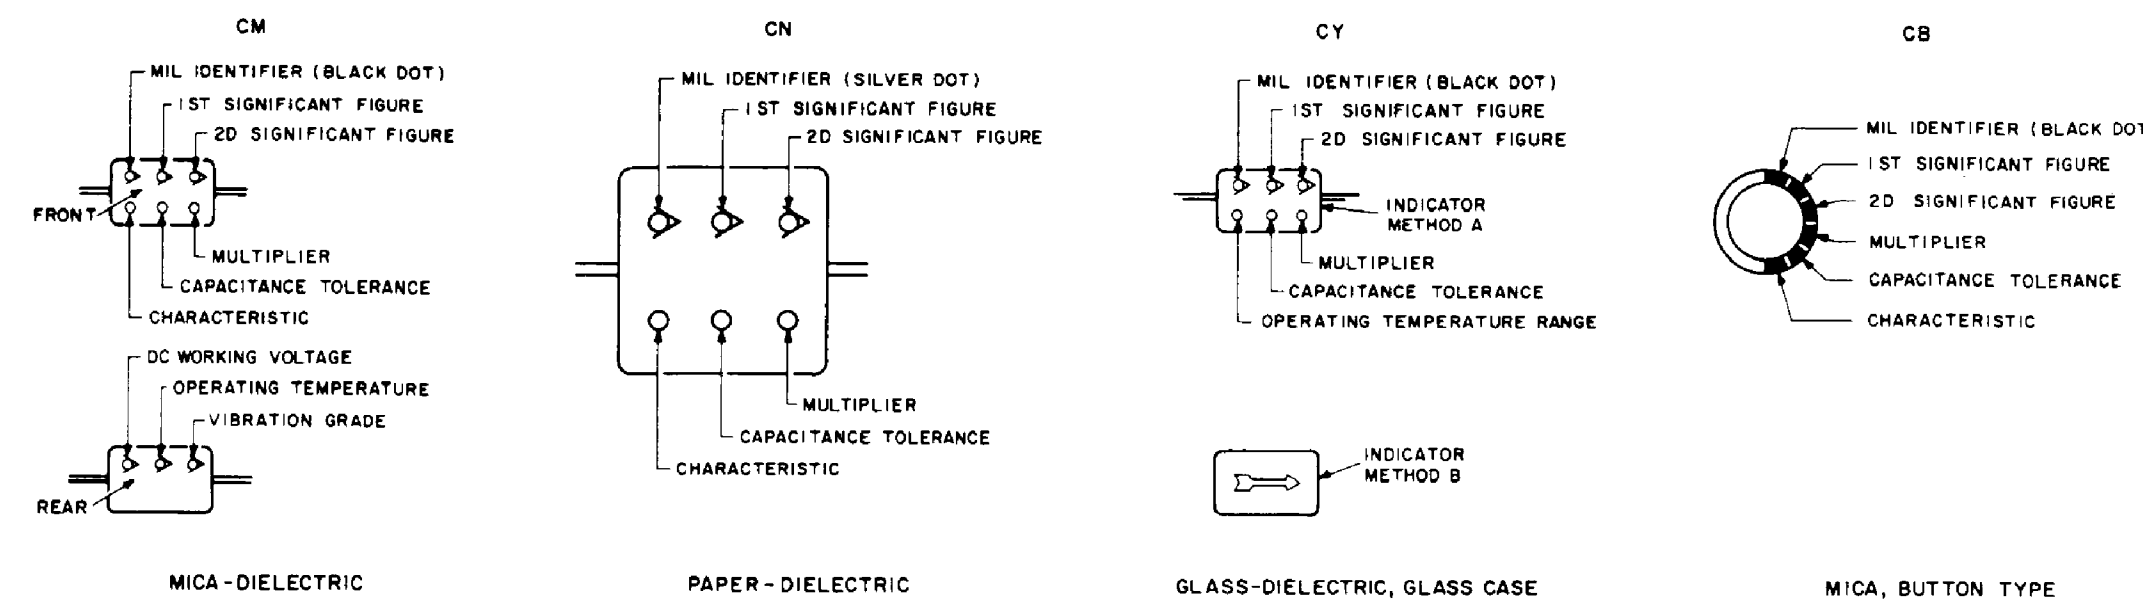 CM
MIL IDENTIFIER (BLACK DOT)
1ST SIGNIFICANT FIGURE
2D SIGNIFICANT FIGURE
FRONT
MULTIPLIER
CAPACITANCE TOLERANCE
CHARACTERISTIC
DC WORKING VOLTAGE
OPERATING TEMPERATURE
VIBRATION GRADE
REAR
MICA-DIELECTRIC
CN
MIL IDENTIFIER (SILVER DOT)
1ST SIGNIFICANT FIGURE
2D SIGNIFICANT FIGURE
MULTIPLIER
CAPACITANCE TOLERANCE
CHARACTERISTIC
PAPER-DIELECTRIC
CY
MIL IDENTIFIER (BLACK DOT)
1ST SIGNIFICANT FIGURE
2D SIGNIFICANT FIGURE
INDICATOR
METHOD A
MULTIPLIER
CAPACITANCE TOLERANCE
OPERATING TEMPERATURE RANGE
INDICATOR
METHOD B
GLASS-DIELECTRIC, GLASS CASE
CB
MIL IDENTIFIER (BLACK DOT
1ST SIGNIFICANT FIGURE
2D SIGNIFICANT FIGURE
MULTIPLIER
CAPACITANCE TOLERANCE
CHARACTERISTIC
MICA, BUTTON TYPE